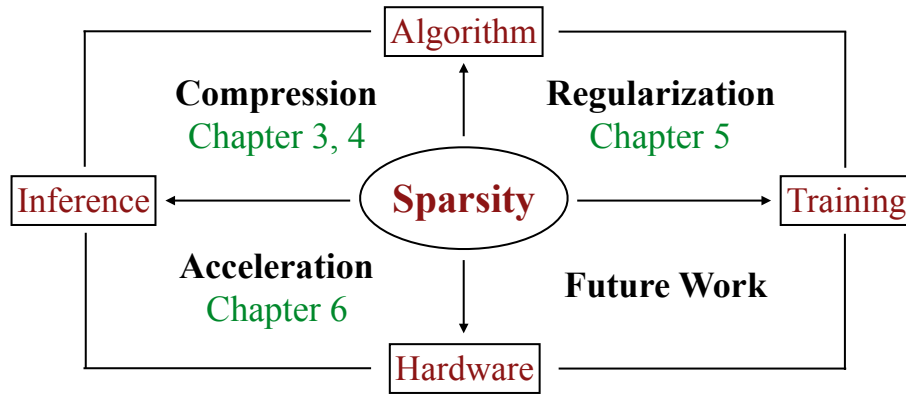 Algorithm
Compression
Chapter 3, 4
Regularization
Chapter 5
Inference
Sparsity
Training
Acceleration
Chapter 6
Future Work
Hardware